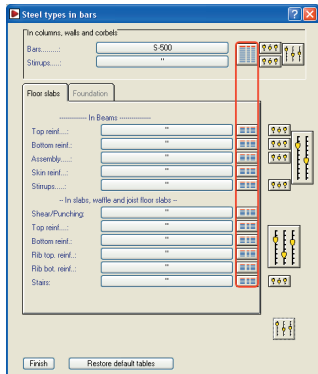 Steel types in bars
In columns, walls and corbels
Bars.........: S-500
Stirrups.....: "
Floor slabs Foundation
------------ In Beams ------------
Top reinf....: "
Bottom reinf.: "
Assembly.....: "
Skin reinf.: "
Stirrups.....: "
-- In slabs, waffle and joist floor slabs --
Shear/Punching: "
Top reinf....: "
Bottom reinf.: "
Rib top. reinf.: "
Rib bot. reinf.: "
Stairs: "
Finish Restore default tables